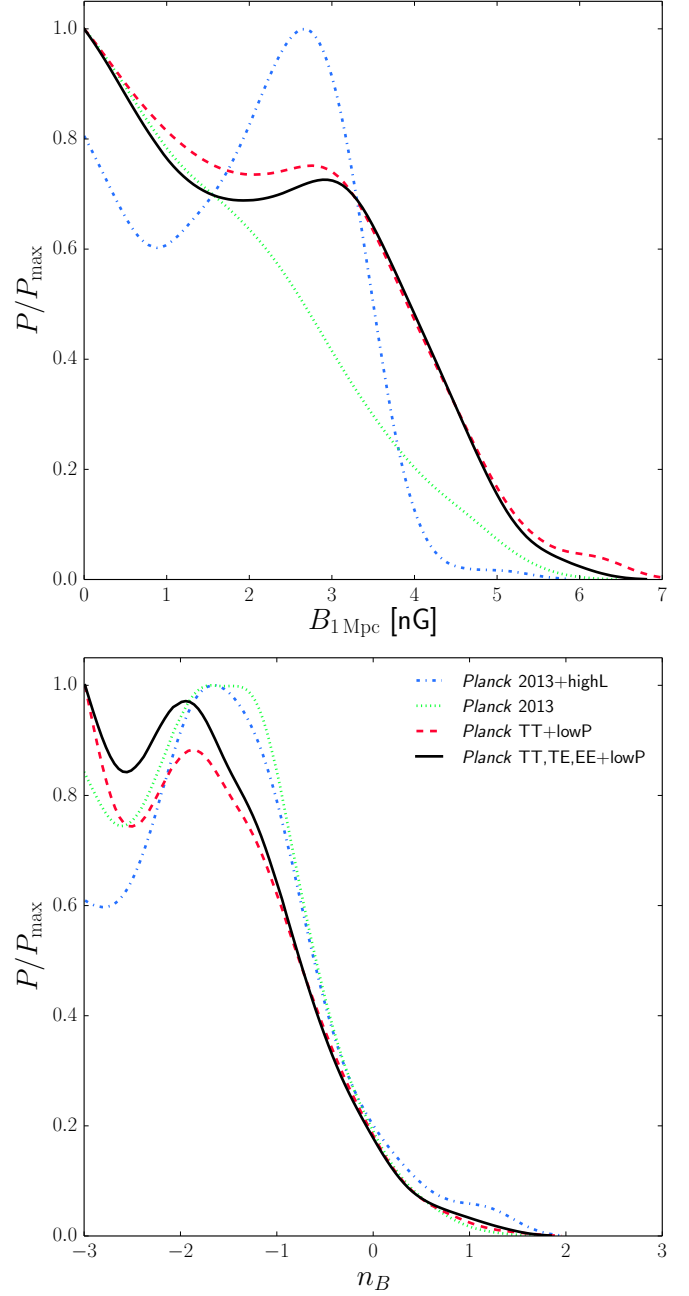 1.0
0.8
0.6
0.4
0.2
0.0
P/P_max
0 1 2 3 4 5 6 7
B_{1 Mpc} [nG]
1.0
0.8
0.6
0.4
0.2
0.0
P/P_max
Planck 2013+highL
Planck 2013
Planck TT+lowP
Planck TT,TE,EE+lowP
−3 −2 −1 0 1 2 3
n_B